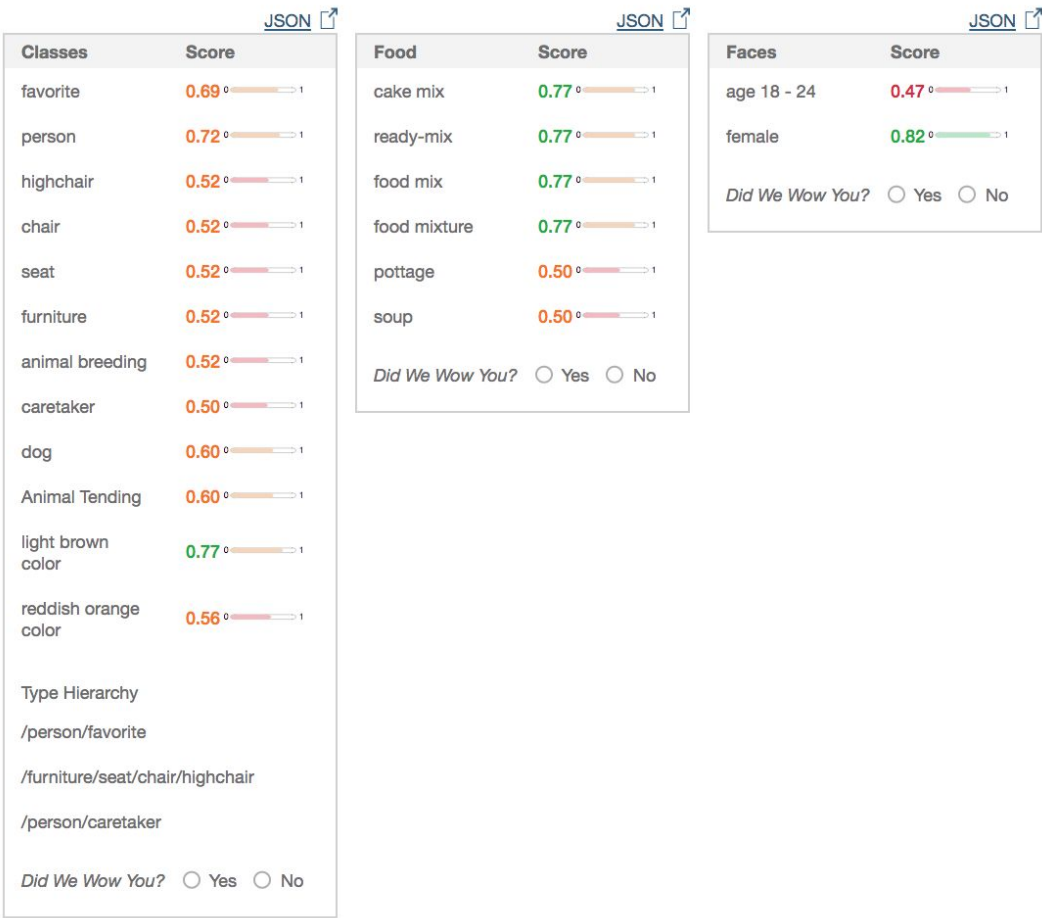 JSON
Classes Score
favorite 0.69 0 1
person 0.72 0 1
highchair 0.52 0 1
chair 0.52 0 1
seat 0.52 0 1
furniture 0.52 0 1
animal breeding 0.52 0 1
caretaker 0.50 0 1
dog 0.60 0 1
Animal Tending 0.60 0 1
light brown
color 0.77 0 1
reddish orange
color 0.56 0 1
Type Hierarchy
/person/favorite
/furniture/seat/chair/highchair
/person/caretaker
Did We Wow You? Yes No
JSON
Food Score
cake mix 0.77 0 1
ready-mix 0.77 0 1
food mix 0.77 0 1
food mixture 0.77 0 1
pottage 0.50 0 1
soup 0.50 0 1
Did We Wow You? Yes No
JSON
Faces Score
age 18 - 24 0.47 0 1
female 0.82 0 1
Did We Wow You? Yes No